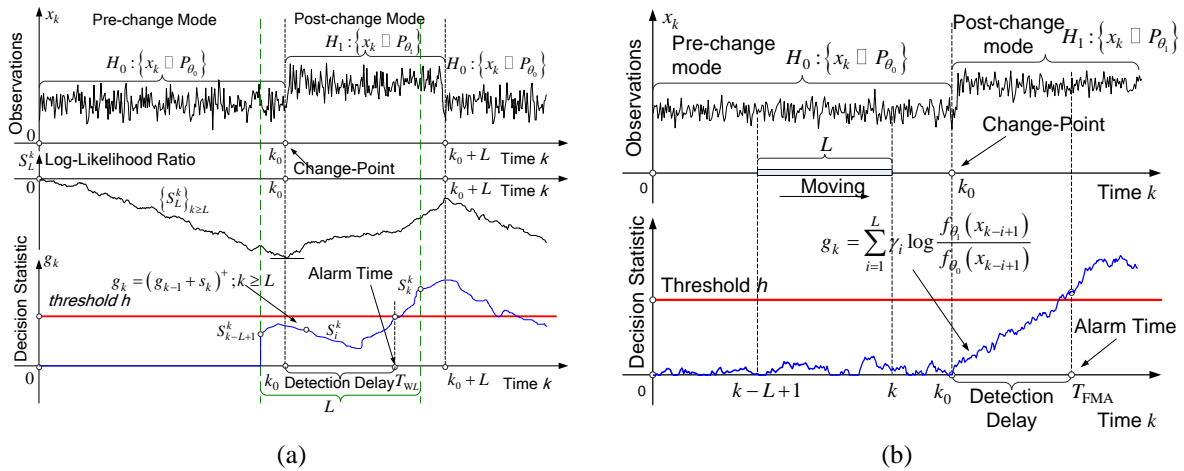 x_k
Pre-change Mode
Post-change Mode
H_1 : {x_k □ P_θ1}
H_0 : {x_k □ P_θ0}
H_0 : {x_k □ P_θ0}
Observations
0
k_0
k_0 + L
Time k
S_L^k
Log-Likelihood Ratio
Change-Point
0
k_0
k_0 + L
Time k
{S_L^k}_{k≥L}
Decision Statistic
g_k
Alarm Time
g_k = (g_{k-1} + s_k)^+ ; k ≥ L
S_k^k
threshold h
S_{k-L+1}^k
S_i^k
0
k_0
Detection Delay
T_WL
k_0 + L
Time k
L
(a)
x_k
Pre-change
mode
H_0 : {x_k □ P_θ0}
Post-change
mode
H_1 : {x_k □ P_θ1}
Observations
0
L
Change-Point
Moving
k_0
Time k
g_k = ∑_{i=1}^{L} γ_i log f_θ1(x_{k-i+1}) / f_θ0(x_{k-i+1})
Decision Statistic
Threshold h
Alarm Time
0
k − L + 1
k
k_0
Detection
Delay
T_FMA
Time k
(b)